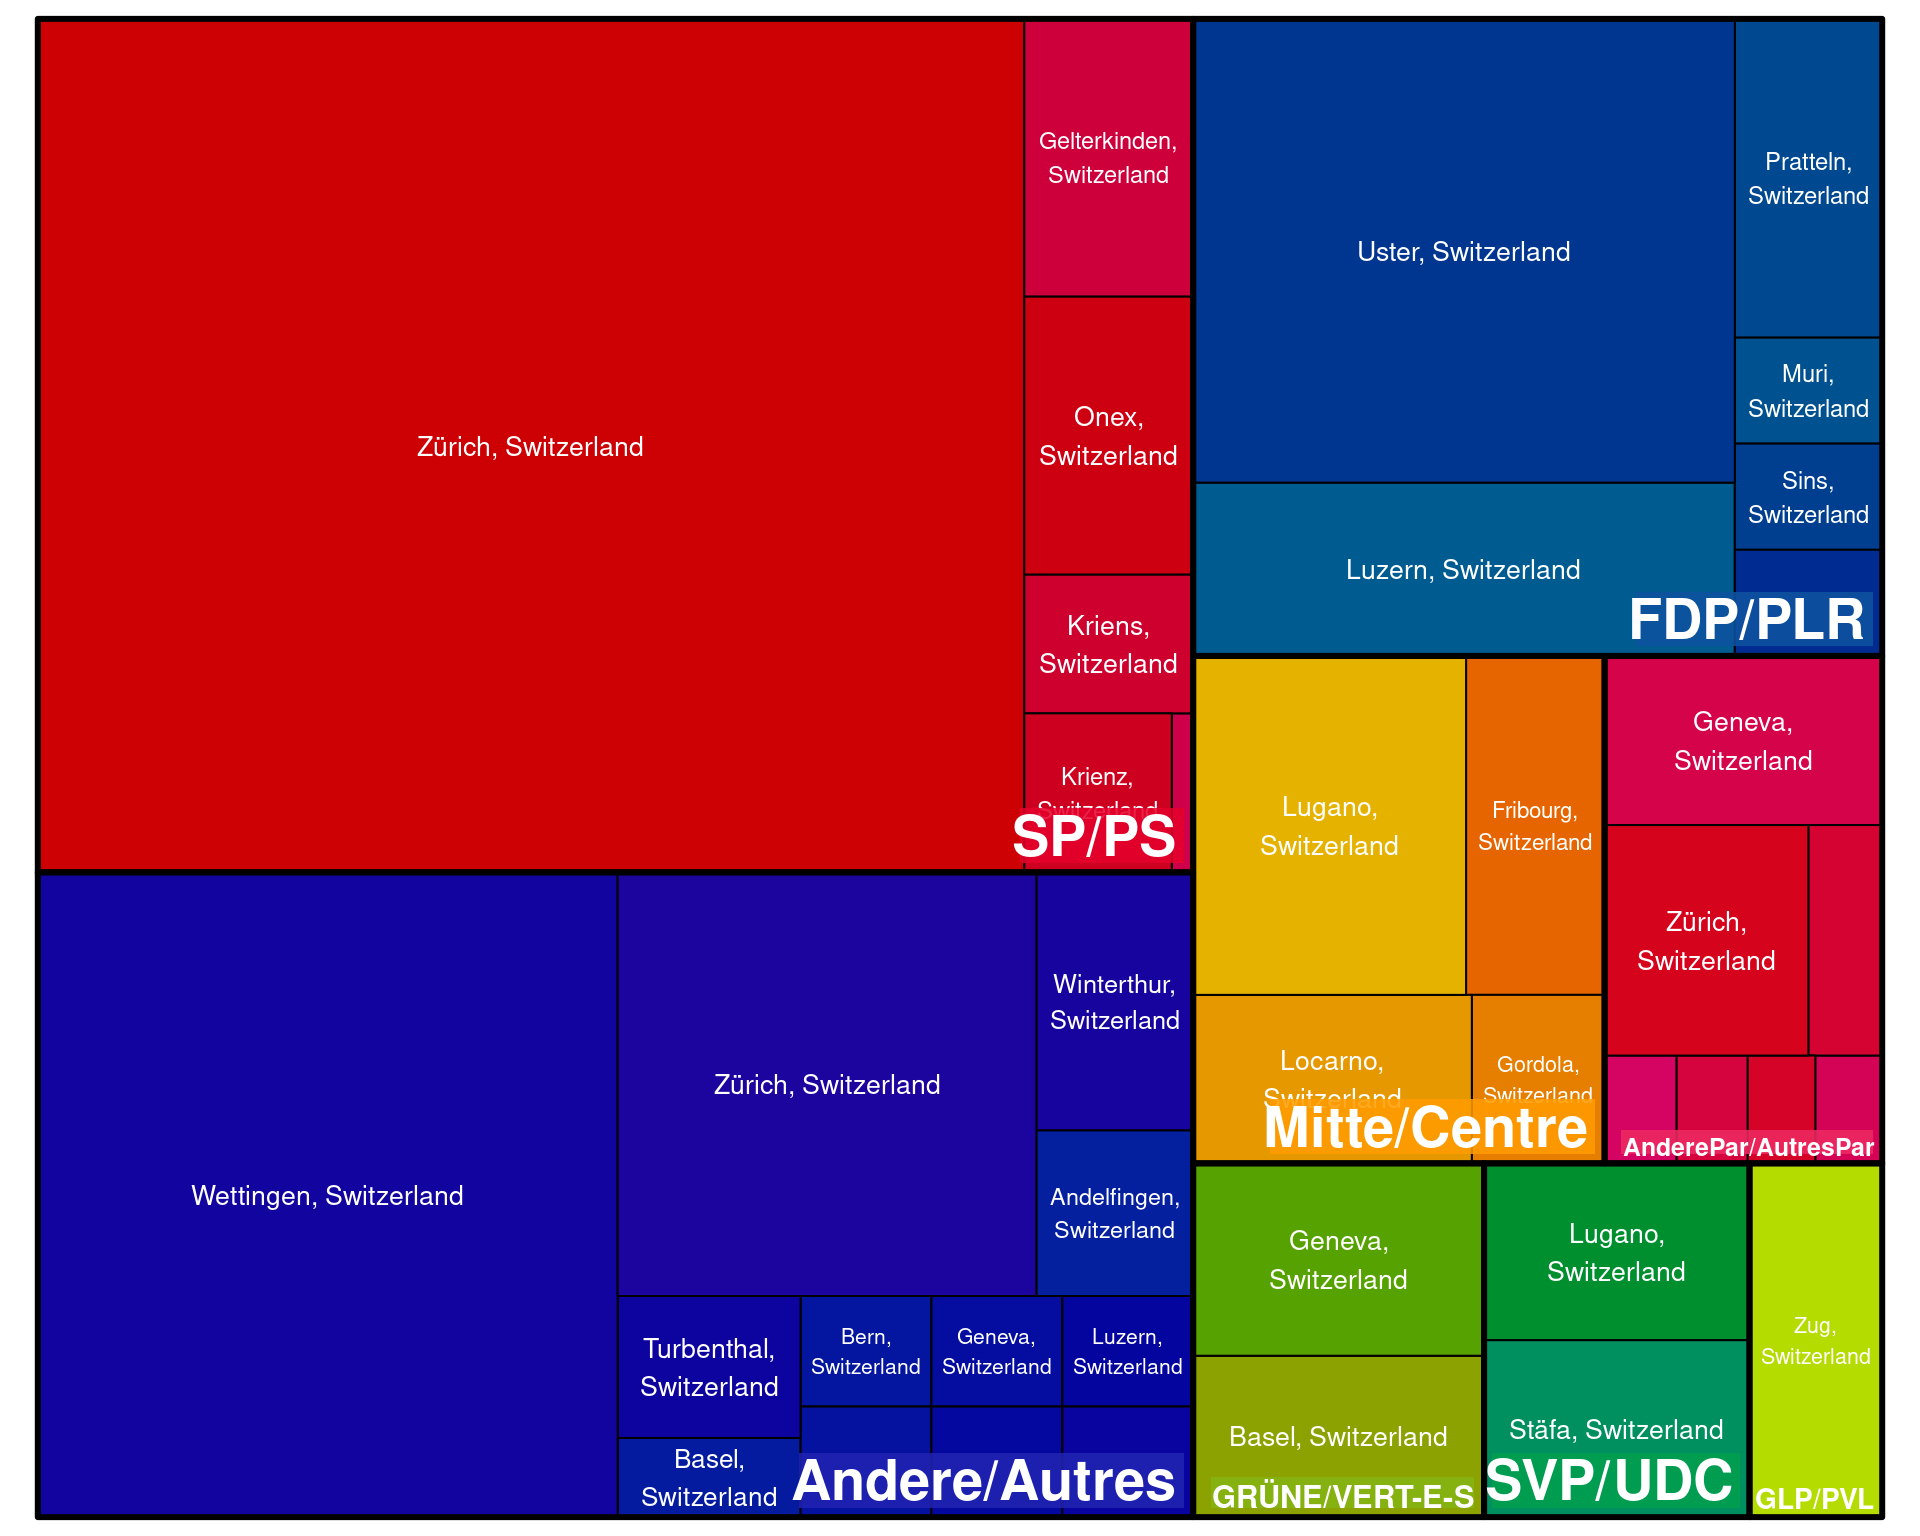 Zürich, Switzerland
Gelterkinden,
Switzerland
Onex,
Switzerland
Kriens,
Switzerland
Krienz,
Switzerland
SP/PS
Wettingen, Switzerland
Zürich, Switzerland
Winterthur,
Switzerland
Andelfingen,
Switzerland
Turbenthal,
Switzerland
Bern,
Switzerland
Geneva,
Switzerland
Luzern,
Switzerland
Basel,
Switzerland
Andere/Autres
Uster, Switzerland
Pratteln,
Switzerland
Muri,
Switzerland
Sins,
Switzerland
Luzern, Switzerland
FDP/PLR
Lugano,
Switzerland
Fribourg,
Switzerland
Locarno,
Switzerland
Gordola,
Switzerland
Mitte/Centre
Geneva,
Switzerland
Zürich,
Switzerland
AnderePar/AutresPar
Geneva,
Switzerland
Basel, Switzerland
GRÜNE/VERT-E-S
Lugano,
Switzerland
Stäfa, Switzerland
SVP/UDC
Zug,
Switzerland
GLP/PVL